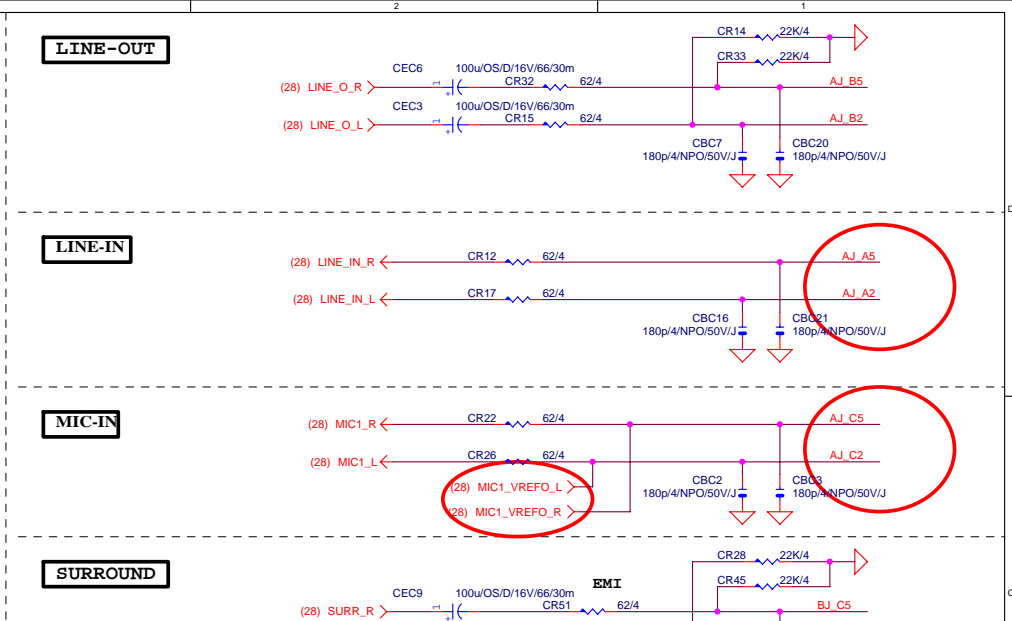 2
1
LINE-OUT
CR14 22K/4
CR33 22K/4
CEC6 100u/OS/D/16V/66/30m
(28) LINE_O_R 1 + CR32 62/4 AJ_B5
CEC3 100u/OS/D/16V/66/30m
(28) LINE_O_L 1 + CR15 62/4 AJ_B2
CBC7 CBC20
180p/4/NPO/50V/J 180p/4/NPO/50V/J
D
LINE-IN
(28) LINE_IN_R CR12 62/4 AJ_A5
(28) LINE_IN_L CR17 62/4 AJ_A2
CBC16 CBC21
180p/4/NPO/50V/J 180p/4/NPO/50V/J
MIC-IN
(28) MIC1_R CR22 62/4 AJ_C5
(28) MIC1_L CR26 62/4 AJ_C2
(28) MIC1_VREFO_L
CBC2 CBC3
180p/4/NPO/50V/J 180p/4/NPO/50V/J
(28) MIC1_VREFO_R
SURROUND
CR28 22K/4
CR45 22K/4
EMI
CEC9 100u/OS/D/16V/66/30m
C
(28) SURR_R 1 + CR51 62/4 BJ_C5